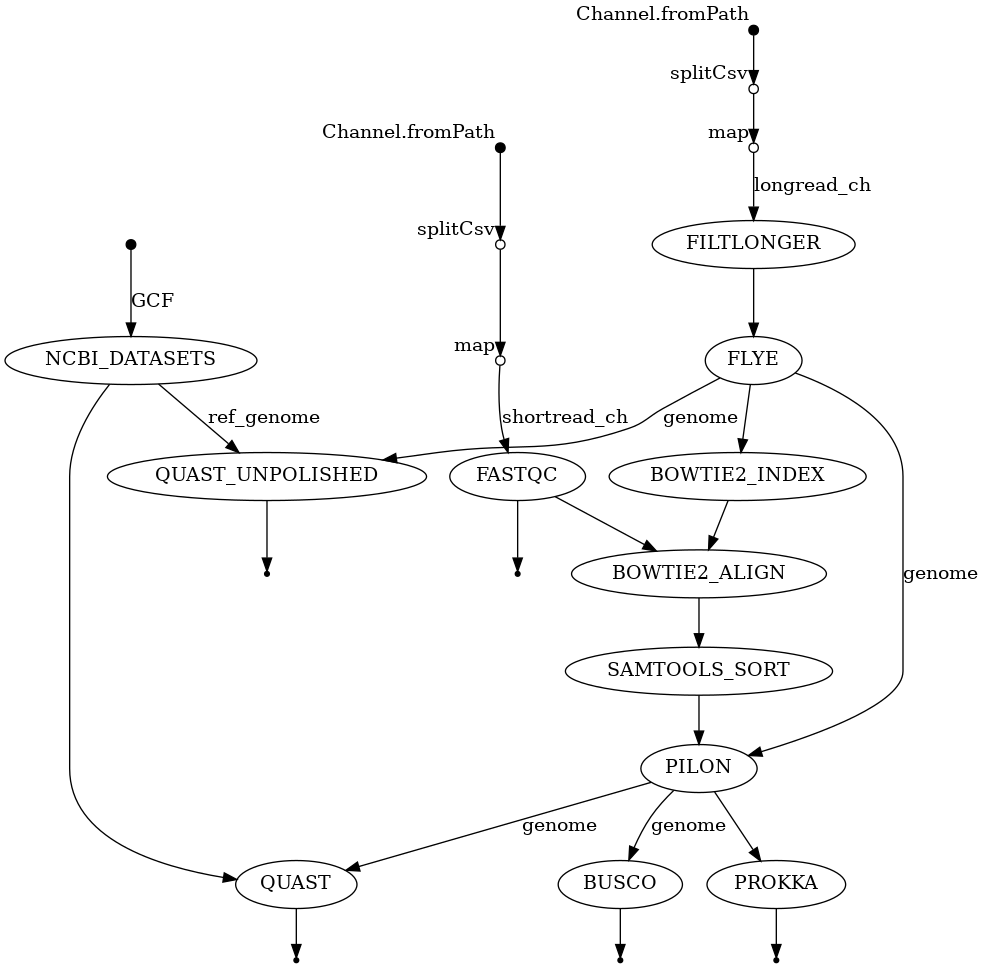 Channel.fromPath
splitCsv
Channel.fromPath
map
longread_ch
splitCsv
FILTLONGER
GCF
map
NCBI_DATASETS
FLYE
ref_genome
shortread_ch
genome
QUAST_UNPOLISHED
FASTQC
BOWTIE2_INDEX
BOWTIE2_ALIGN
genome
SAMTOOLS_SORT
PILON
genome
genome
QUAST
BUSCO
PROKKA